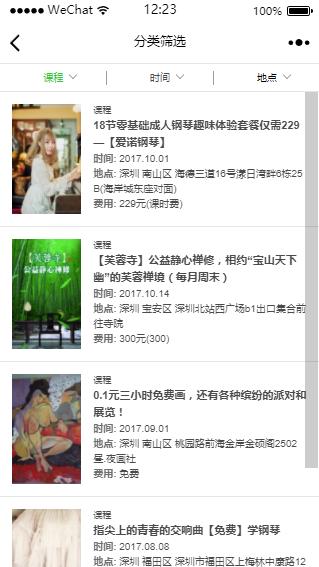 WeChat 12:23 100%
分类筛选
课程 时间 地点
课程
18节零基础成人钢琴趣味体验套餐仅需229
—【爱诺钢琴】
时间: 2017.10.01
地点: 深圳 南山区 海德三道16号漾日湾畔6栋25
B(海岸城东座对面)
费用: 229元(课时费)
【芙蓉寺】
公益静心禅修
课程
【芙蓉寺】公益静心禅修，相约“宝山天下
幽”的芙蓉禅境（每月周末）
时间: 2017.10.14
地点: 深圳 宝安区 深圳北站西广场b1出口集合前
往寺院
费用: 300元(300)
课程
0.1元三小时免费画，还有各种缤纷的派对和
展览！
时间: 2017.09.01
地点: 深圳 南山区 桃园路前海金岸金硕阁2502
昼.夜画社
费用: 免费
课程
指尖上的青春的交响曲【免费】学钢琴
时间: 2017.08.08
地点: 深圳 福田区 深圳市福田区上梅林中康路12